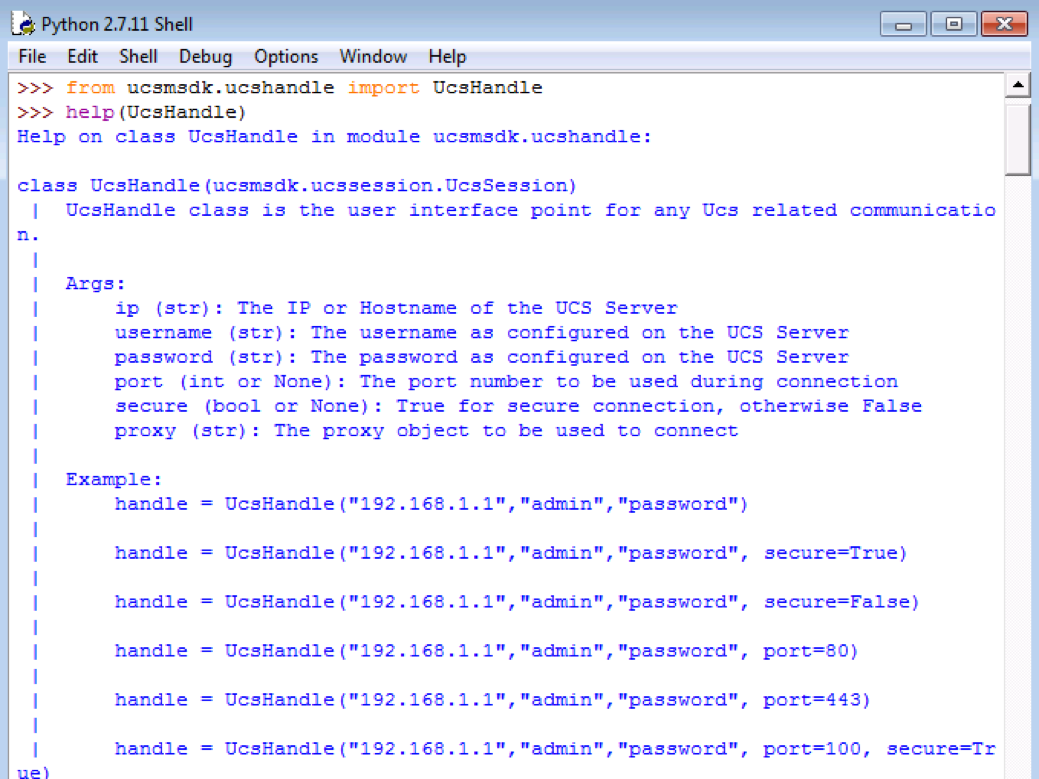 Python 2.7.11 Shell
File Edit Shell Debug Options Window Help
>>> from ucsmsdk.ucshandle import UcsHandle
>>> help(UcsHandle)
Help on class UcsHandle in module ucsmsdk.ucshandle:

class UcsHandle(ucsmsdk.ucssession.UcsSession)
 |  UcsHandle class is the user interface point for any Ucs related communicatio
n.
 |
 |  Args:
 |      ip (str): The IP or Hostname of the UCS Server
 |      username (str): The username as configured on the UCS Server
 |      password (str): The password as configured on the UCS Server
 |      port (int or None): The port number to be used during connection
 |      secure (bool or None): True for secure connection, otherwise False
 |      proxy (str): The proxy object to be used to connect
 |
 |  Example:
 |      handle = UcsHandle("192.168.1.1","admin","password")
 |
 |      handle = UcsHandle("192.168.1.1","admin","password", secure=True)
 |
 |      handle = UcsHandle("192.168.1.1","admin","password", secure=False)
 |
 |      handle = UcsHandle("192.168.1.1","admin","password", port=80)
 |
 |      handle = UcsHandle("192.168.1.1","admin","password", port=443)
 |
 |      handle = UcsHandle("192.168.1.1","admin","password", port=100, secure=Tr
ue)